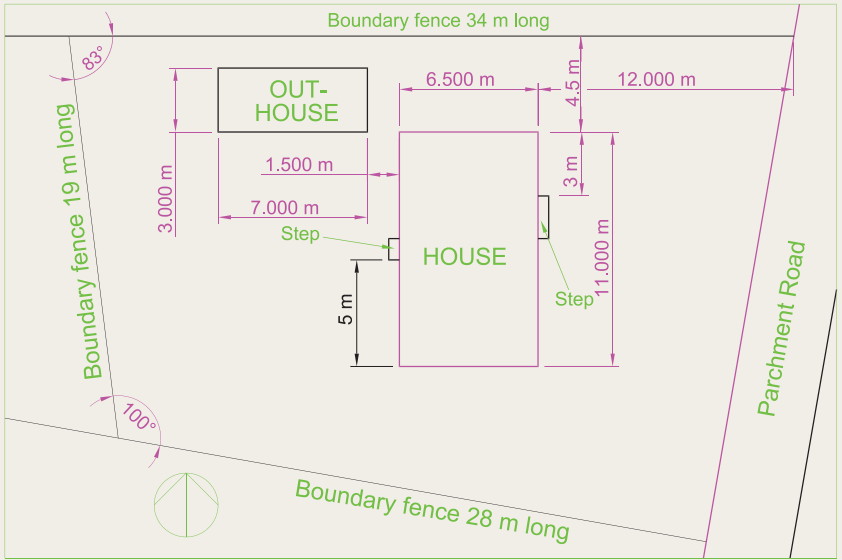 Boundary fence 34 m long
83°
6.500 m
4.5 m
12.000 m
OUT-
HOUSE
3.000 m
1.500 m
7.000 m
3 m
Boundary fence 19 m long
Step
HOUSE
11.000 m
Step
5 m
Parchment Road
100°
Boundary fence 28 m long